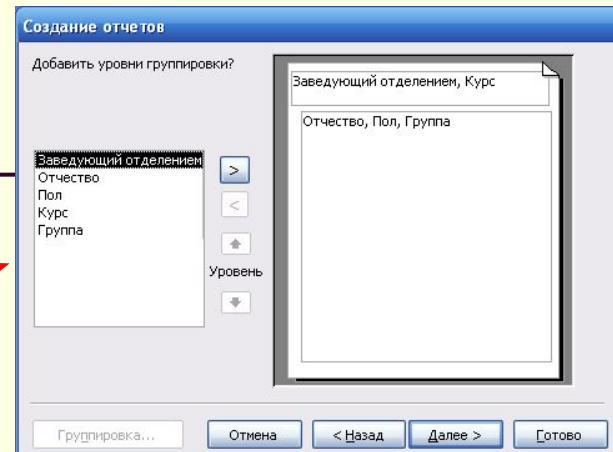 Создание отчетов
Добавить уровни группировки?
Заведующий отделением, Курс
Отчество, Пол, Группа
Заведующий отделением
Отчество
Пол
Курс
Группа
>
<
Уровень
Группировка...
Отмена
< Назад
Далее >
Готово